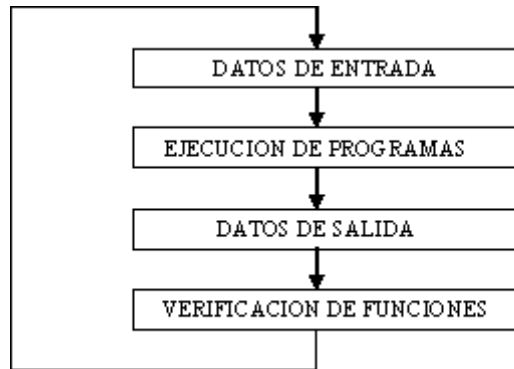 DATOS DE ENTRADA
EJECUCION DE PROGRAMAS
DATOS DE SALIDA
VERIFICACION DE FUNCIONES